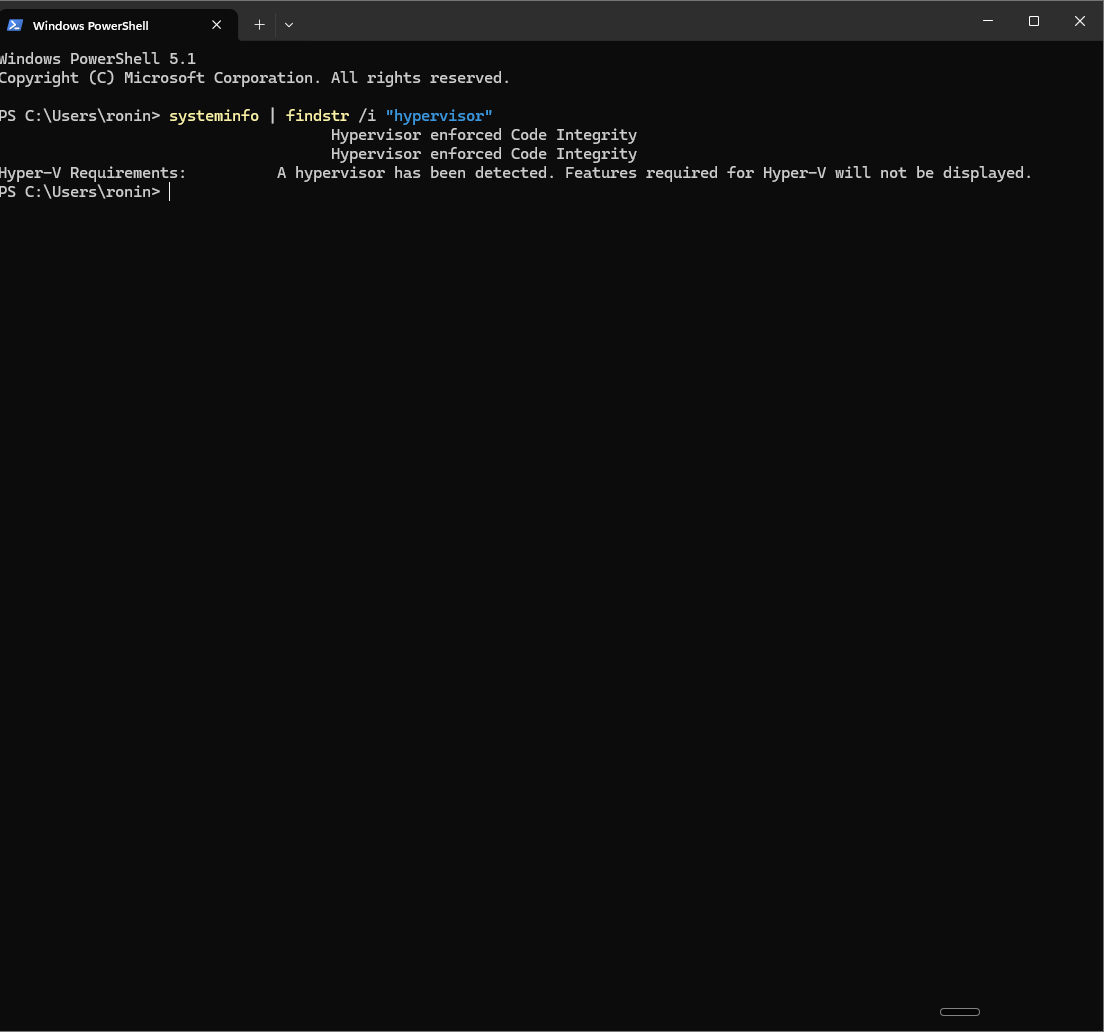 Windows PowerShell
Windows PowerShell 5.1
Copyright (C) Microsoft Corporation. All rights reserved.
PS C:\Users\ronin> systeminfo | findstr /i "hypervisor"
Hypervisor enforced Code Integrity
Hypervisor enforced Code Integrity
Hyper-V Requirements: A hypervisor has been detected. Features required for Hyper-V will not be displayed.
PS C:\Users\ronin>